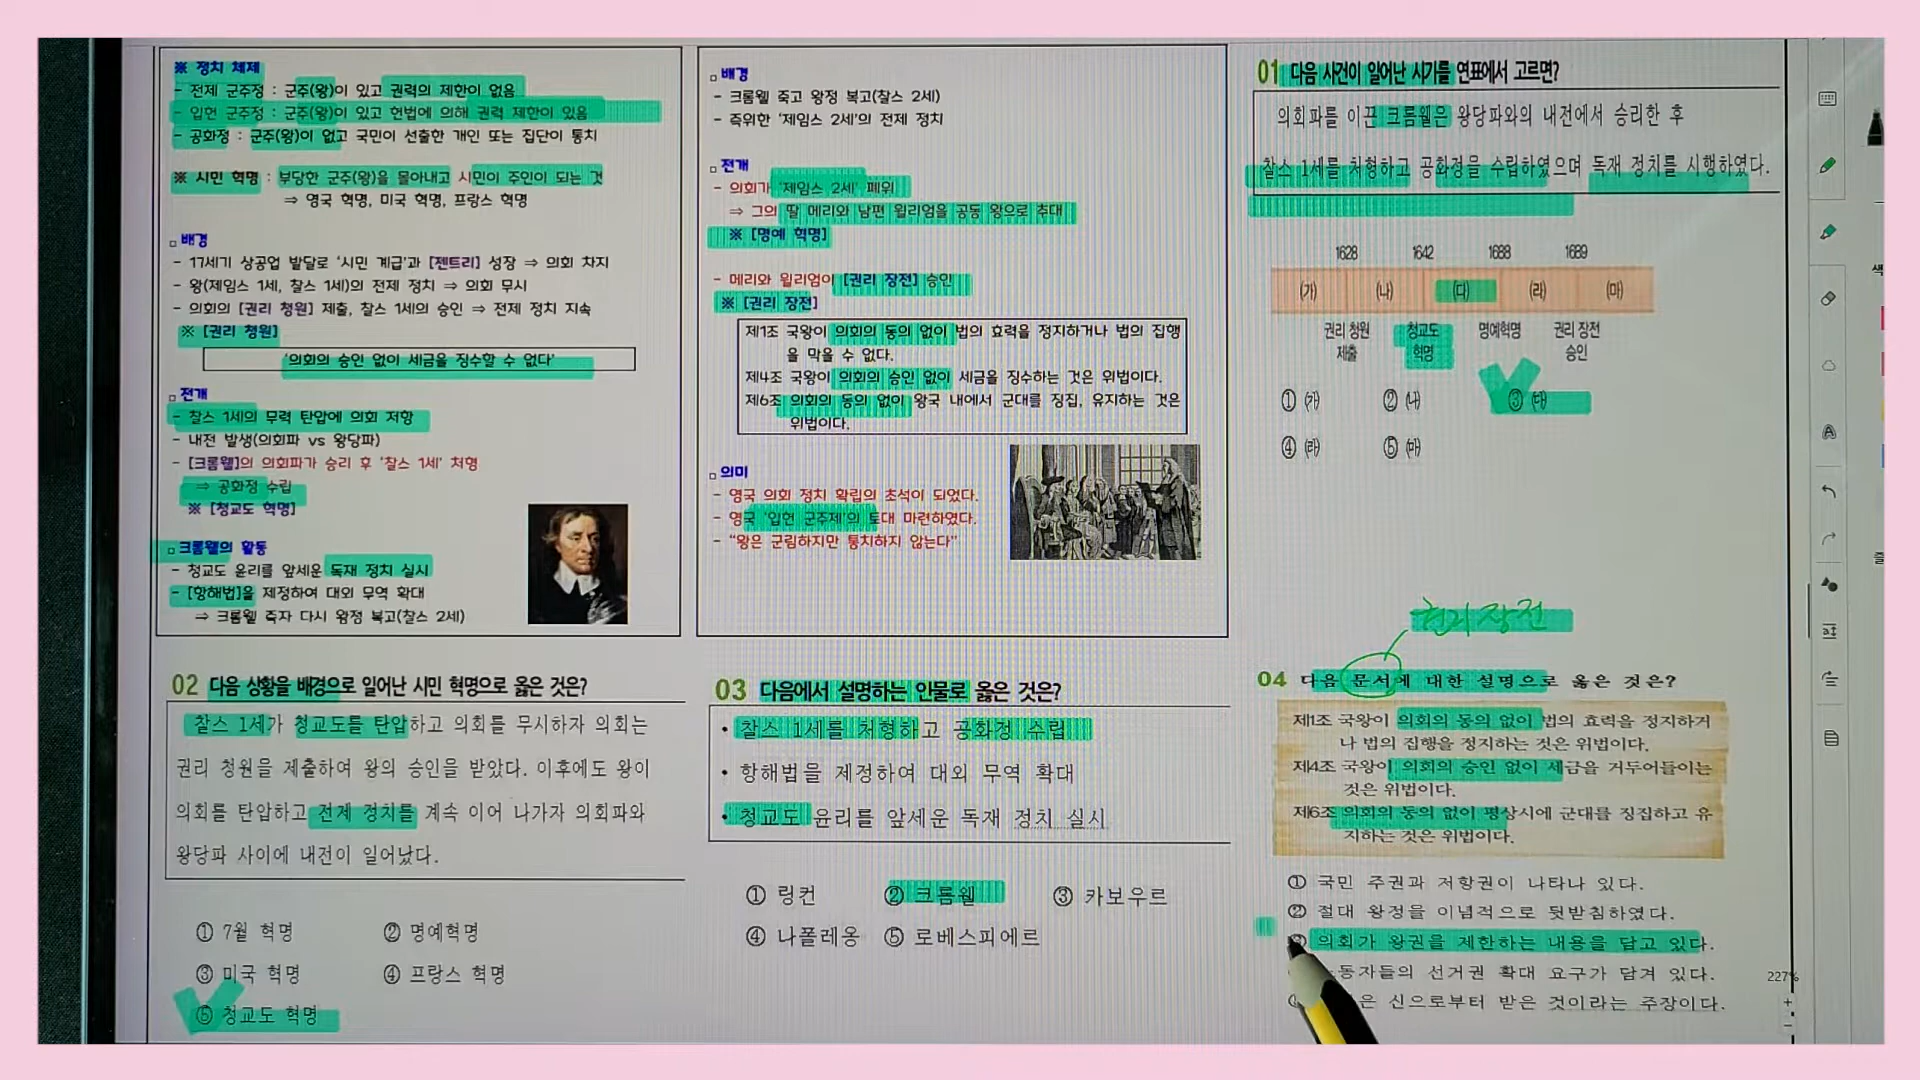 ※ 정치 체제
- 전제 군주정 : 군주(왕)이 있고 권력의 제한이 없음
- 입헌 군주정 : 군주(왕)이 있고 헌법에 의해 권력 제한이 있음
- 공화정 : 군주(왕)이 없고 국민이 선출한 개인 또는 집단이 통치
※ 시민 혁명 : 부당한 군주(왕)을 몰아내고 시민이 주인이 되는 것
⇒ 영국 혁명, 미국 혁명, 프랑스 혁명
□ 배경
- 17세기 상공업 발달로 '시민 계급'과 [젠트리] 성장 ⇒ 의회 차지
- 왕(제임스 1세, 찰스 1세)의 전제 정치 ⇒ 의회 무시
- 의회의 [권리 청원] 제출, 찰스 1세의 승인 ⇒ 전제 정치 지속
※ [권리 청원]
'의회의 승인 없이 세금을 징수할 수 없다'
□ 전개
- 찰스 1세의 무력 탄압에 의회 저항
- 내전 발생(의회파 vs 왕당파)
- [크롬웰]의 의회파가 승리 후 '찰스 1세' 처형
⇒ 공화정 수립
※ [청교도 혁명]
□ 크롬웰의 활동
- 청교도 윤리를 앞세운 독재 정치 실시
- [항해법]을 제정하여 대외 무역 확대
⇒ 크롬웰 죽자 다시 왕정 복고(찰스 2세)
□ 배경
- 크롬웰 죽고 왕정 복고(찰스 2세)
- 즉위한 '제임스 2세'의 전제 정치
□ 전개
- 의회가 '제임스 2세' 폐위
⇒ 그의 딸 메리와 남편 윌리엄을 공동 왕으로 추대
※ [명예 혁명]
- 메리와 윌리엄이 [권리 장전] 승인
※ [권리 장전]
제1조 국왕이 의회의 동의 없이 법의 효력을 정지하거나 법의 집행
을 막을 수 없다.
제4조 국왕이 의회의 승인 없이 세금을 징수하는 것은 위법이다.
제6조 의회의 동의 없이 왕국 내에서 군대를 징집, 유지하는 것은
위법이다.
□ 의미
- 영국 의회 정치 확립의 초석이 되었다.
- 영국 '입헌 군주제'의 토대 마련하였다.
- "왕은 군림하지만 통치하지 않는다"
01 다음 사건이 일어난 시기를 연표에서 고르면?
의회파를 이끈 크롬웰은 왕당파와의 내전에서 승리한 후
찰스 1세를 처형하고 공화정을 수립하였으며 독재 정치를 시행하였다.
1628 1642 1688 1689
(가) (나) (다) (라) (마)
권리 청원 청교도 명예혁명 권리 장전
제출 혁명 승인
① (가) ② (나) ③ (다)
④ (라) ⑤ (마)
02 다음 상황을 배경으로 일어난 시민 혁명으로 옳은 것은?
찰스 1세가 청교도를 탄압하고 의회를 무시하자 의회는
권리 청원을 제출하여 왕의 승인을 받았다. 이후에도 왕이
의회를 탄압하고 전제 정치를 계속 이어 나가자 의회파와
왕당파 사이에 내전이 일어났다.
① 7월 혁명 ② 명예혁명
③ 미국 혁명 ④ 프랑스 혁명
⑤ 청교도 혁명
03 다음에서 설명하는 인물로 옳은 것은?
• 찰스 1세를 처형하고 공화정 수립
• 항해법을 제정하여 대외 무역 확대
• 청교도 윤리를 앞세운 독재 정치 실시
① 링컨 ② 크롬웰 ③ 카보우르
④ 나폴레옹 ⑤ 로베스피에르
권리장전
04 다음 문서에 대한 설명으로 옳은 것은?
제1조 국왕이 의회의 동의 없이 법의 효력을 정지하거
나 법의 집행을 정지하는 것은 위법이다.
제4조 국왕이 의회의 승인 없이 세금을 거두어들이는
것은 위법이다.
제6조 의회의 동의 없이 평상시에 군대를 징집하고 유
지하는 것은 위법이다.
① 국민 주권과 저항권이 나타나 있다.
② 절대 왕정을 이념적으로 뒷받침하였다.
의회가 왕권을 제한하는 내용을 담고 있다.
동자들의 선거권 확대 요구가 담겨 있다.
은 신으로부터 받은 것이라는 주장이다.
227%